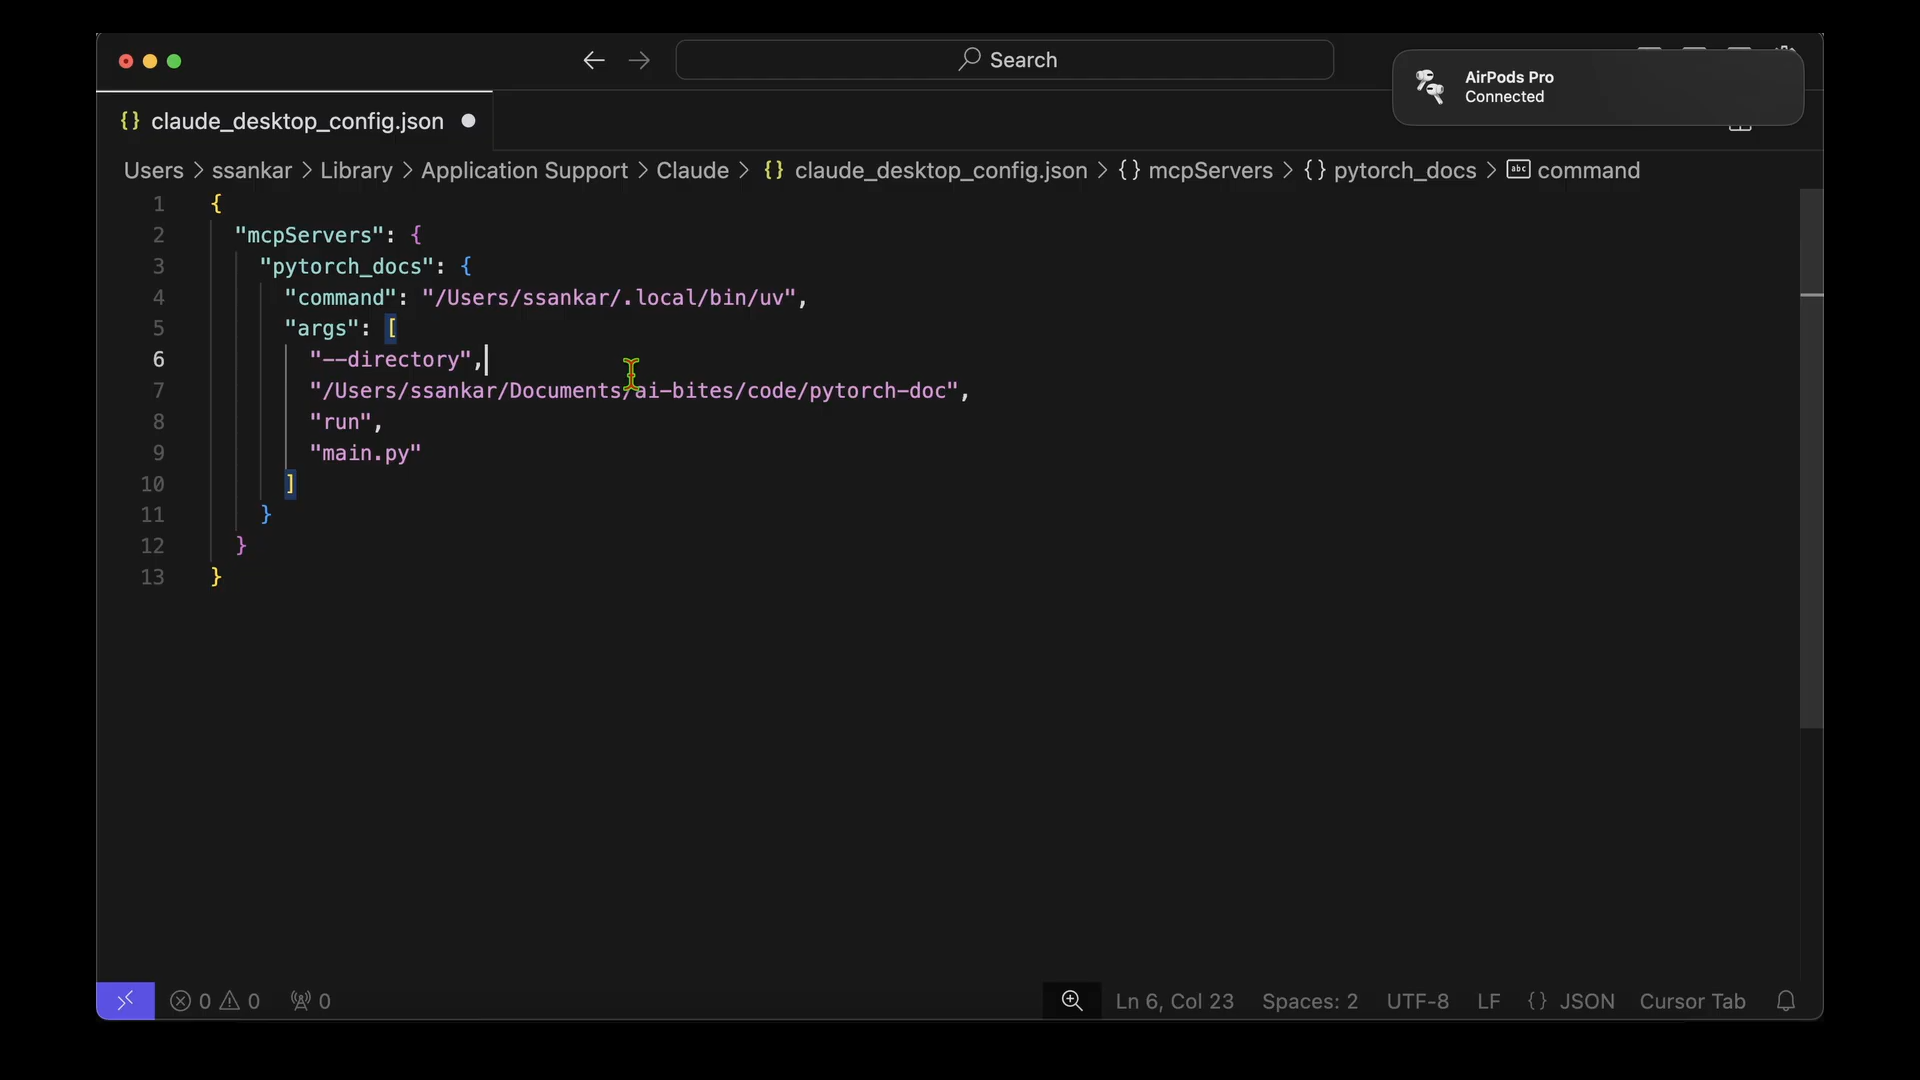 Search
AirPods Pro
Connected
{} claude_desktop_config.json
Users > ssankar > Library > Application Support > Claude > {} claude_desktop_config.json > {} mcpServers > {} pytorch_docs > abc command
1 {
2 "mcpServers": {
3 "pytorch_docs": {
4 "command": "/Users/ssankar/.local/bin/uv",
5 "args": [
6 "--directory",
7 "/Users/ssankar/Documents/ai-bites/code/pytorch-doc",
8 "run",
9 "main.py"
10 ]
11 }
12 }
13 }
0 0 0 Ln 6, Col 23 Spaces: 2 UTF-8 LF {} JSON Cursor Tab